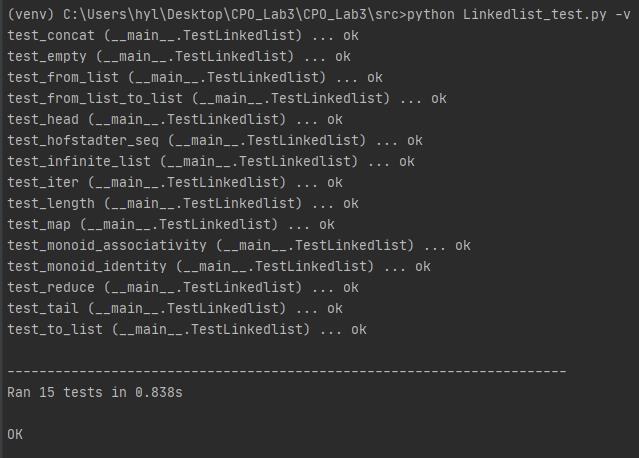 (venv) C:\Users\hyl\Desktop\CPO_Lab3\CPO_Lab3\src>python Linkedlist_test.py -v
test_concat (__main__.TestLinkedlist) ... ok
test_empty (__main__.TestLinkedlist) ... ok
test_from_list (__main__.TestLinkedlist) ... ok
test_from_list_to_list (__main__.TestLinkedlist) ... ok
test_head (__main__.TestLinkedlist) ... ok
test_hofstadter_seq (__main__.TestLinkedlist) ... ok
test_infinite_list (__main__.TestLinkedlist) ... ok
test_iter (__main__.TestLinkedlist) ... ok
test_length (__main__.TestLinkedlist) ... ok
test_map (__main__.TestLinkedlist) ... ok
test_monoid_associativity (__main__.TestLinkedlist) ... ok
test_monoid_identity (__main__.TestLinkedlist) ... ok
test_reduce (__main__.TestLinkedlist) ... ok
test_tail (__main__.TestLinkedlist) ... ok
test_to_list (__main__.TestLinkedlist) ... ok
----------------------------------------------------------------------
Ran 15 tests in 0.838s
OK